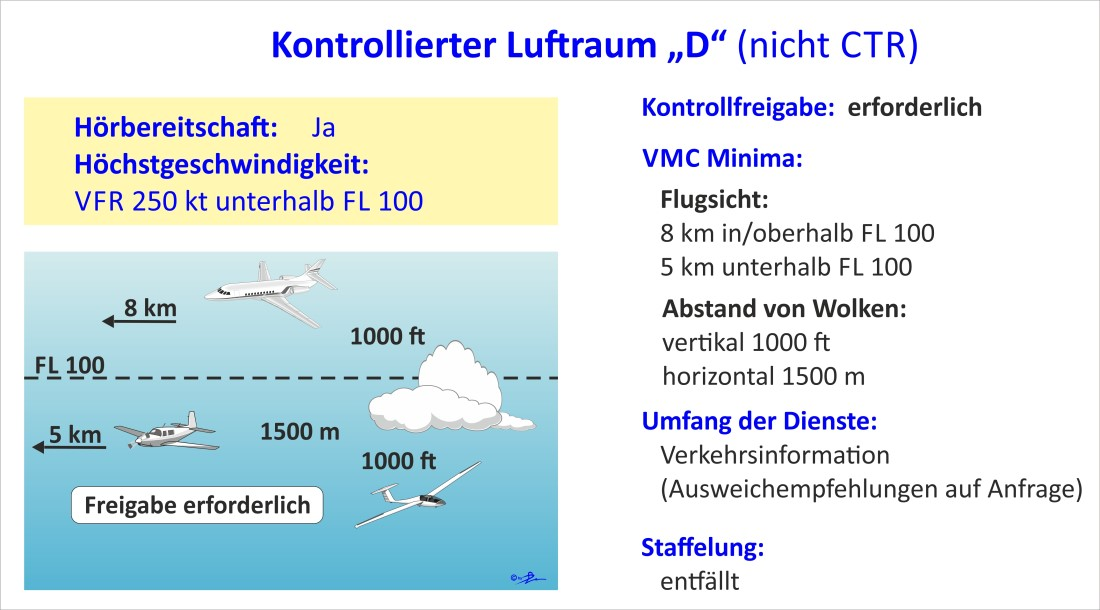 Kontrollierter Luftraum „D“ (nicht CTR)
Hörbereitschaft: Ja
Höchstgeschwindigkeit:
VFR 250 kt unterhalb FL 100
8 km
1000 ft
FL 100
5 km
1500 m
1000 ft
Freigabe erforderlich
Kontrollfreigabe: erforderlich
VMC Minima:
Flugsicht:
8 km in/oberhalb FL 100
5 km unterhalb FL 100
Abstand von Wolken:
vertikal 1000 ft
horizontal 1500 m
Umfang der Dienste:
Verkehrsinformation
(Ausweichempfehlungen auf Anfrage)
Staffelung:
entfällt